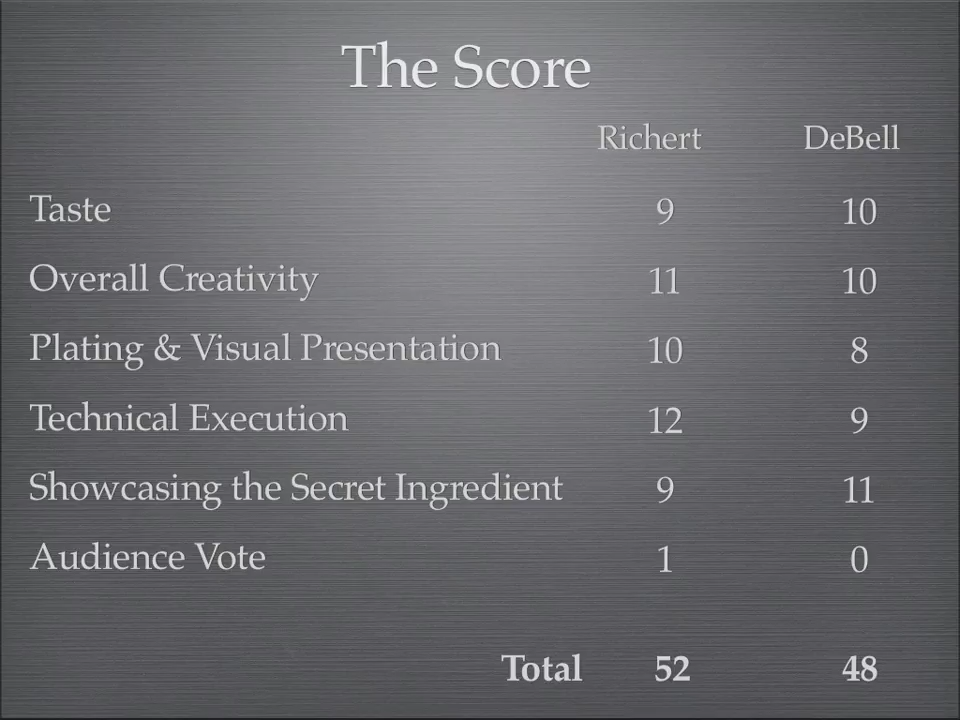 The Score
Richert DeBell
Taste 9 10
Overall Creativity 11 10
Plating & Visual Presentation 10 8
Technical Execution 12 9
Showcasing the Secret Ingredient 9 11
Audience Vote 1 0
Total 52 48